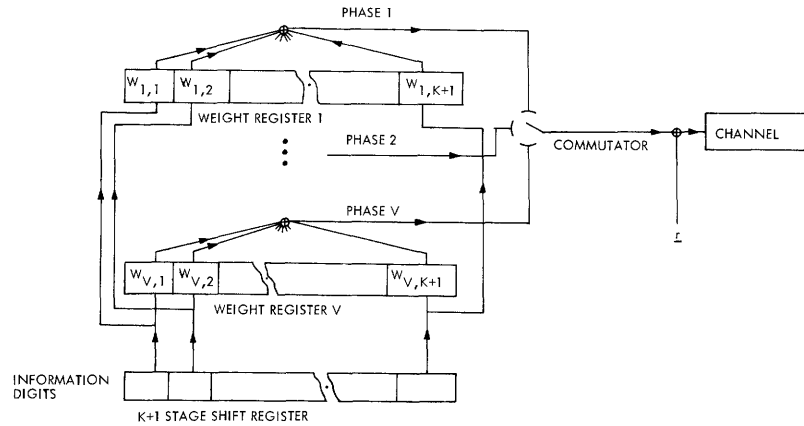 PHASE 1
W1,1 W1,2 W1,K+1
WEIGHT REGISTER 1
PHASE 2
COMMUTATOR
CHANNEL
r
PHASE V
WV,1 WV,2 WV,K+1
WEIGHT REGISTER V
INFORMATION
DIGITS
K+1 STAGE SHIFT REGISTER